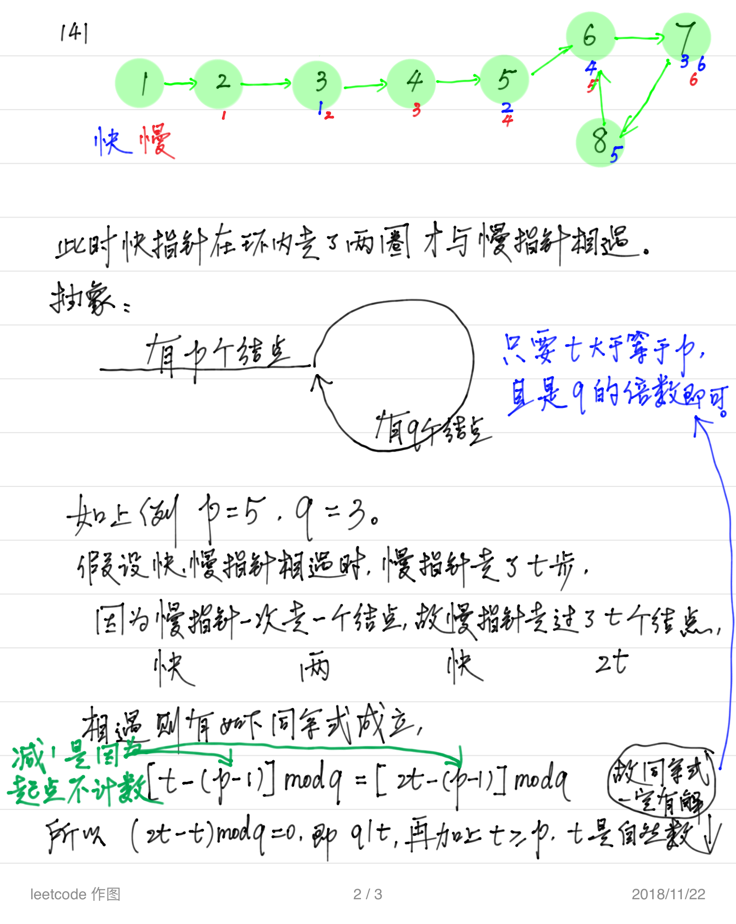 141
6 7
1 2 3 4 5
4 3 6
5 6
1 1 2 3 2
4
8 5
快 慢
此时快指针在环内走了两圈才与慢指针相遇。
抽象：
有p个结点
只要t大于等于p，
且是q的倍数即可。
有q个结点
如上例 p=5，q=3。
假设快、慢指针相遇时，慢指针走了t步，
因为慢指针一次走一个结点，故慢指针走过了t个结点，
快 两 快 2t
相遇则有如下同余式成立，
减1是因为
起点不计数
[t-(p-1)] mod q = [2t-(p-1)] mod q
故同余式
一定有解
所以 (2t-t) mod q=0，即 q|t，再加上 t≥p，t是自然数
leetcode 作图 2 / 3 2018/11/22